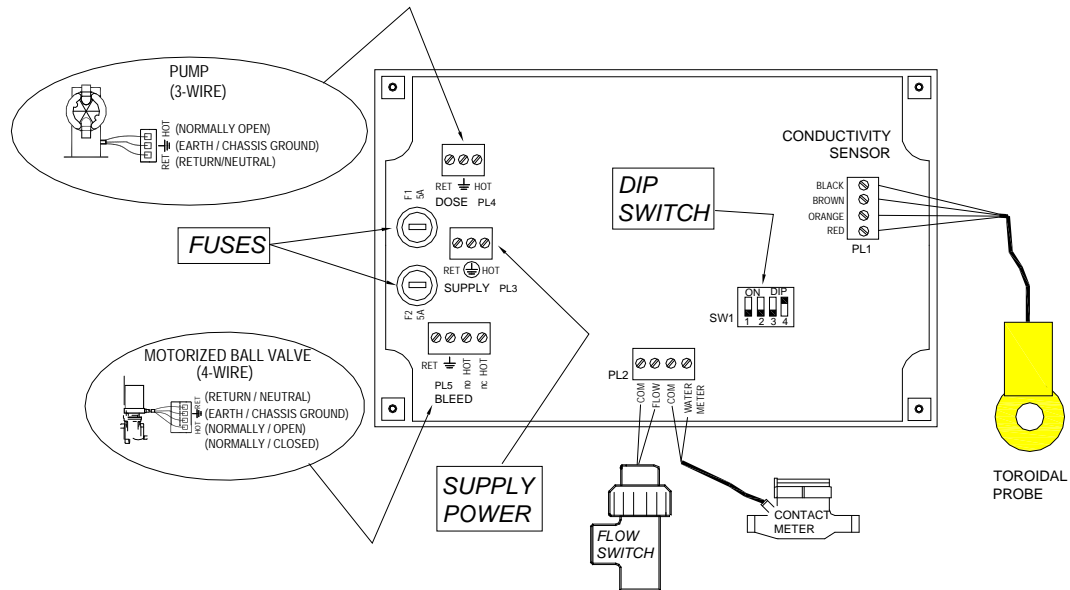 PUMP
(3-WIRE)
HOT
(NORMALLY OPEN)
(EARTH / CHASSIS GROUND)
RET
(RETURN/NEUTRAL)
FUSES
MOTORIZED BALL VALVE
(4-WIRE)
(RETURN / NEUTRAL)
(EARTH / CHASSIS GROUND)
(NORMALLY / OPEN)
(NORMALLY / CLOSED)
HOT
RET
RET HOT
DOSE PL4
F1
5A
RET HOT
SUPPLY PL3
F2
5A
RET
no HOT
nc HOT
PL5
BLEED
SUPPLY
POWER
DIP
SWITCH
ON DIP
SW1
1 2 3 4
CONDUCTIVITY
SENSOR
BLACK
BROWN
ORANGE
RED
PL1
PL2
COM
FLOW
COM
WATER
METER
FLOW
SWITCH
CONTACT
METER
TOROIDAL
PROBE